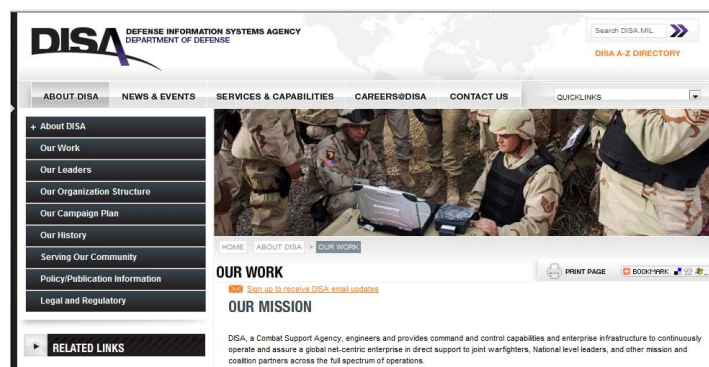 DISA
DEFENSE INFORMATION SYSTEMS AGENCY
DEPARTMENT OF DEFENSE
Search DISA.MIL
DISA A-Z DIRECTORY
ABOUT DISA NEWS & EVENTS SERVICES & CAPABILITIES CAREERS@DISA CONTACT US QUICKLINKS
+ About DISA
Our Work
Our Leaders
Our Organization Structure
Our Campaign Plan
Our History
Serving Our Community
Policy/Publication Information
Legal and Regulatory
RELATED LINKS
HOME ABOUT DISA > OUR WORK
OUR WORK
PRINT PAGE BOOKMARK
Sign up to receive DISA email updates
OUR MISSION
DISA, a Combat Support Agency, engineers and provides command and control capabilities and enterprise infrastructure to continuously
operate and assure a global net-centric enterprise in direct support to joint warfighters, National level leaders, and other mission and
coalition partners across the full spectrum of operations.